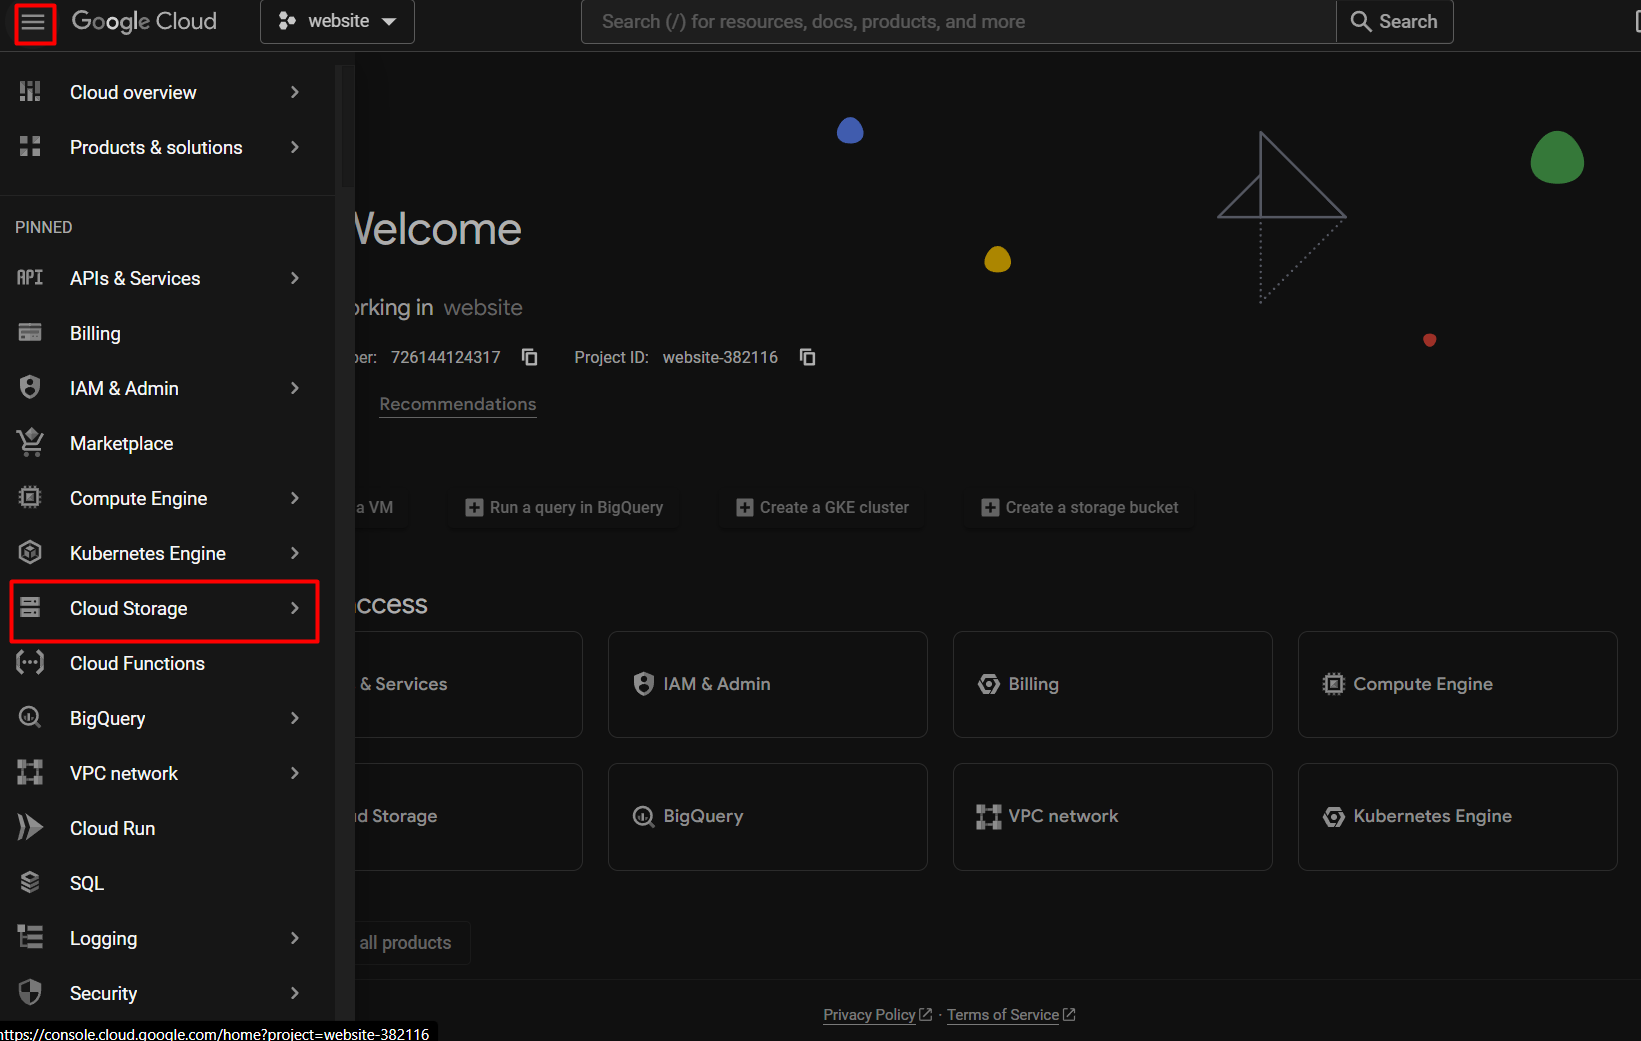 Google Cloud
website
Search (/) for resources, docs, products, and more
Search
Cloud overview
Products & solutions
PINNED
API APIs & Services
Billing
IAM & Admin
Marketplace
Compute Engine
Kubernetes Engine
Cloud Storage
Cloud Functions
BigQuery
VPC network
Cloud Run
SQL
Logging
Security
Welcome
orking in website
ber: 726144124317 Project ID: website-382116
Recommendations
a VM Run a query in BigQuery Create a GKE cluster Create a storage bucket
ccess
& Services IAM & Admin Billing Compute Engine
d Storage BigQuery VPC network Kubernetes Engine
all products
Privacy Policy · Terms of Service
https://console.cloud.google.com/home?project=website-382116